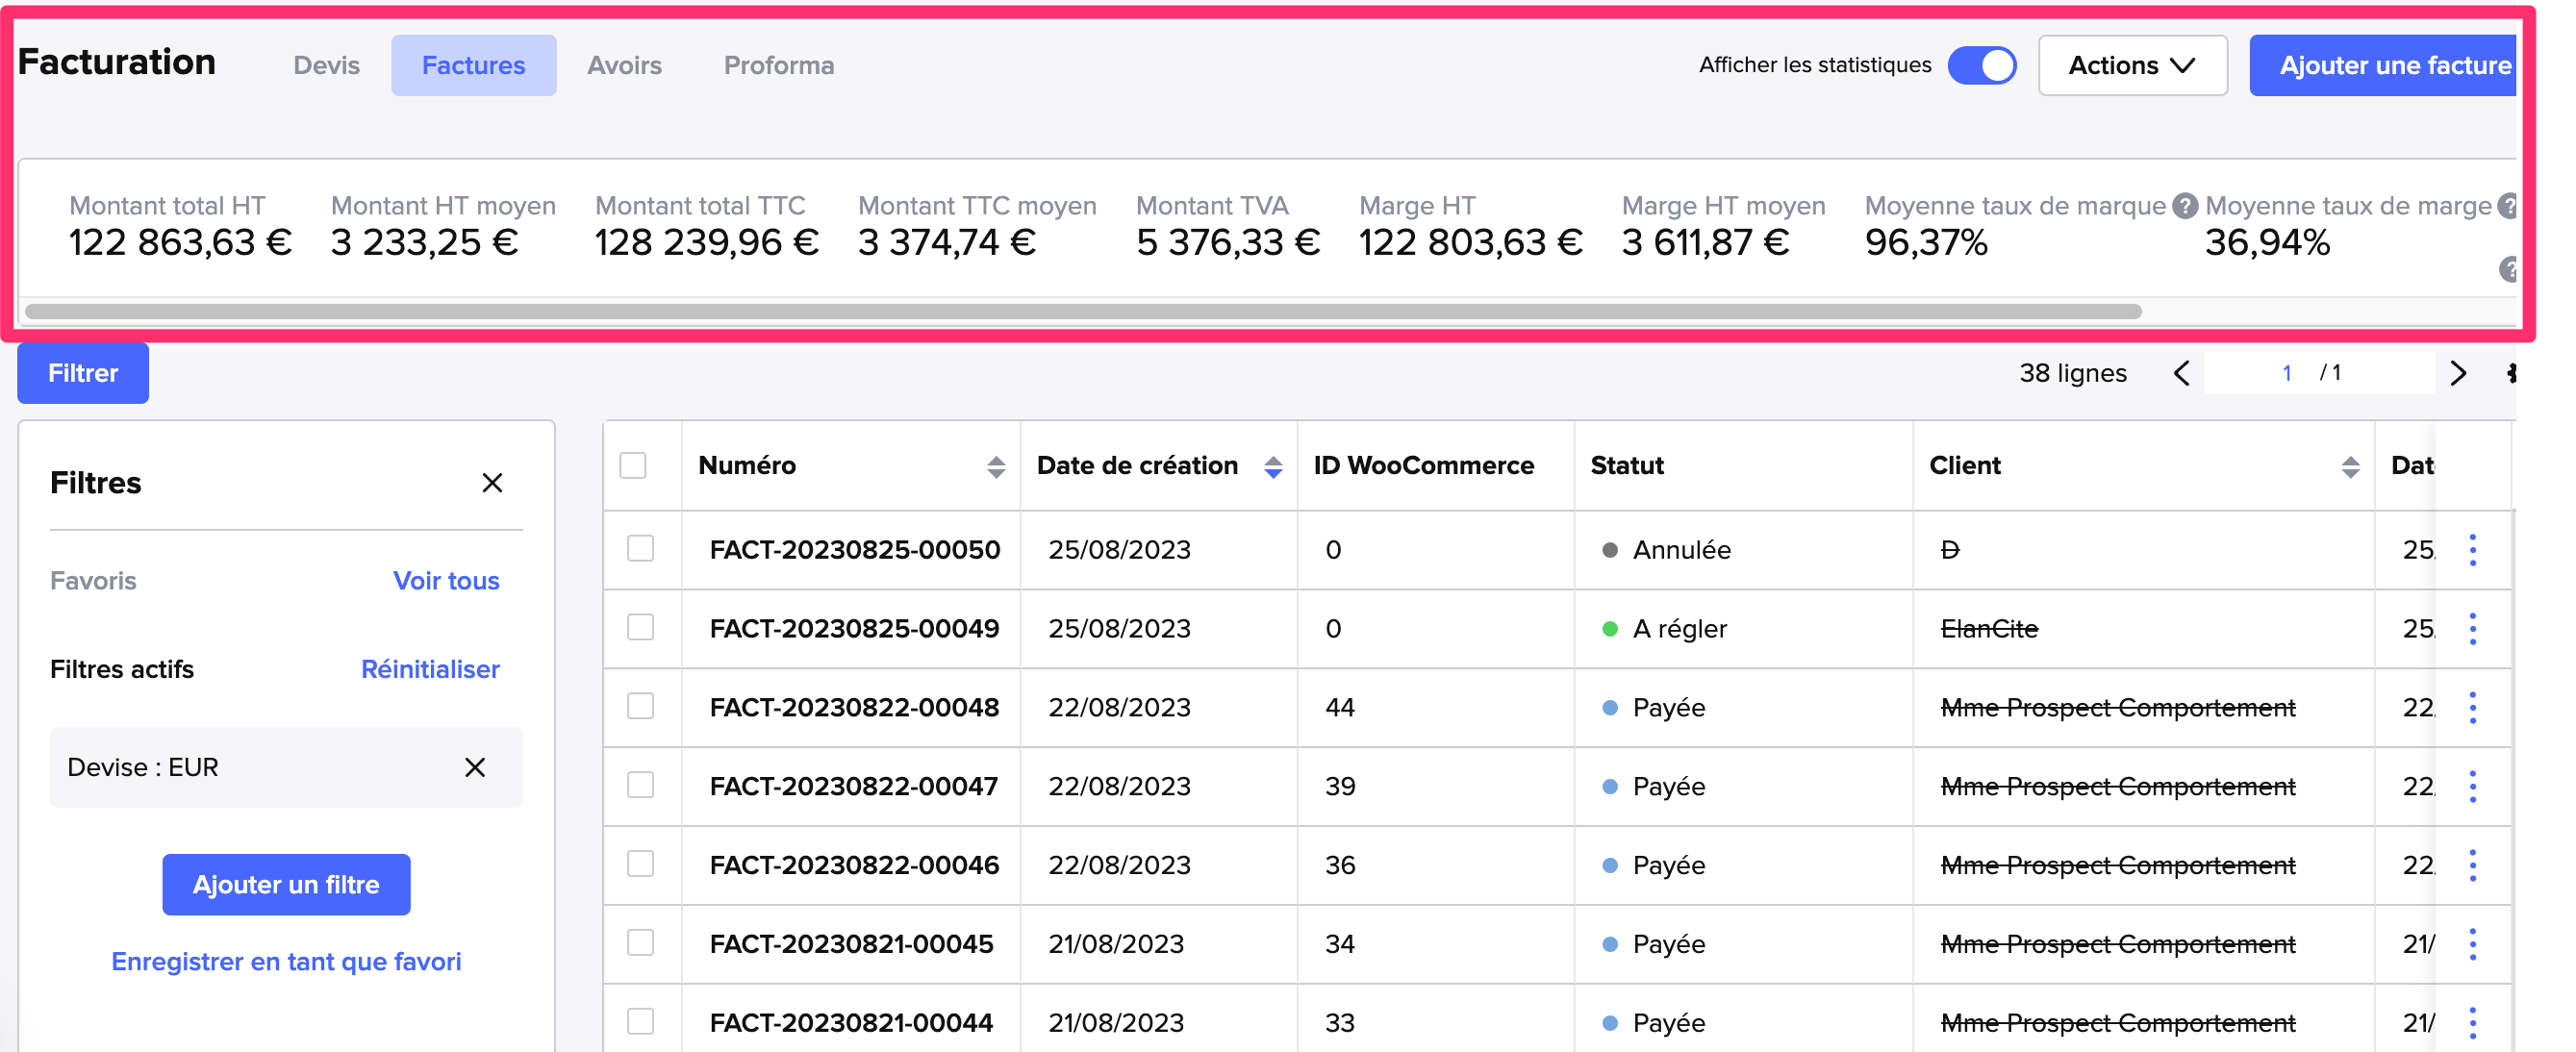 Facturation Devis Factures Avoirs Proforma Afficher les statistiques Actions Ajouter une facture
Montant total HT Montant HT moyen Montant total TTC Montant TTC moyen Montant TVA Marge HT Marge HT moyen Moyenne taux de marque ? Moyenne taux de marge ?
122 863,63 € 3 233,25 € 128 239,96 € 3 374,74 € 5 376,33 € 122 803,63 € 3 611,87 € 96,37% 36,94%
?
Filtrer 38 lignes 1 / 1
Filtres
Favoris Voir tous
Filtres actifs Réinitialiser
Devise : EUR
Ajouter un filtre
Enregistrer en tant que favori
Numéro Date de création ID WooCommerce Statut Client Dat
FACT-20230825-00050 25/08/2023 0 Annulée D 25
FACT-20230825-00049 25/08/2023 0 A régler ElanCite 25
FACT-20230822-00048 22/08/2023 44 Payée Mme Prospect Comportement 22
FACT-20230822-00047 22/08/2023 39 Payée Mme Prospect Comportement 22
FACT-20230822-00046 22/08/2023 36 Payée Mme Prospect Comportement 22
FACT-20230821-00045 21/08/2023 34 Payée Mme Prospect Comportement 21/
FACT-20230821-00044 21/08/2023 33 Payée Mme Prospect Comportement 21/